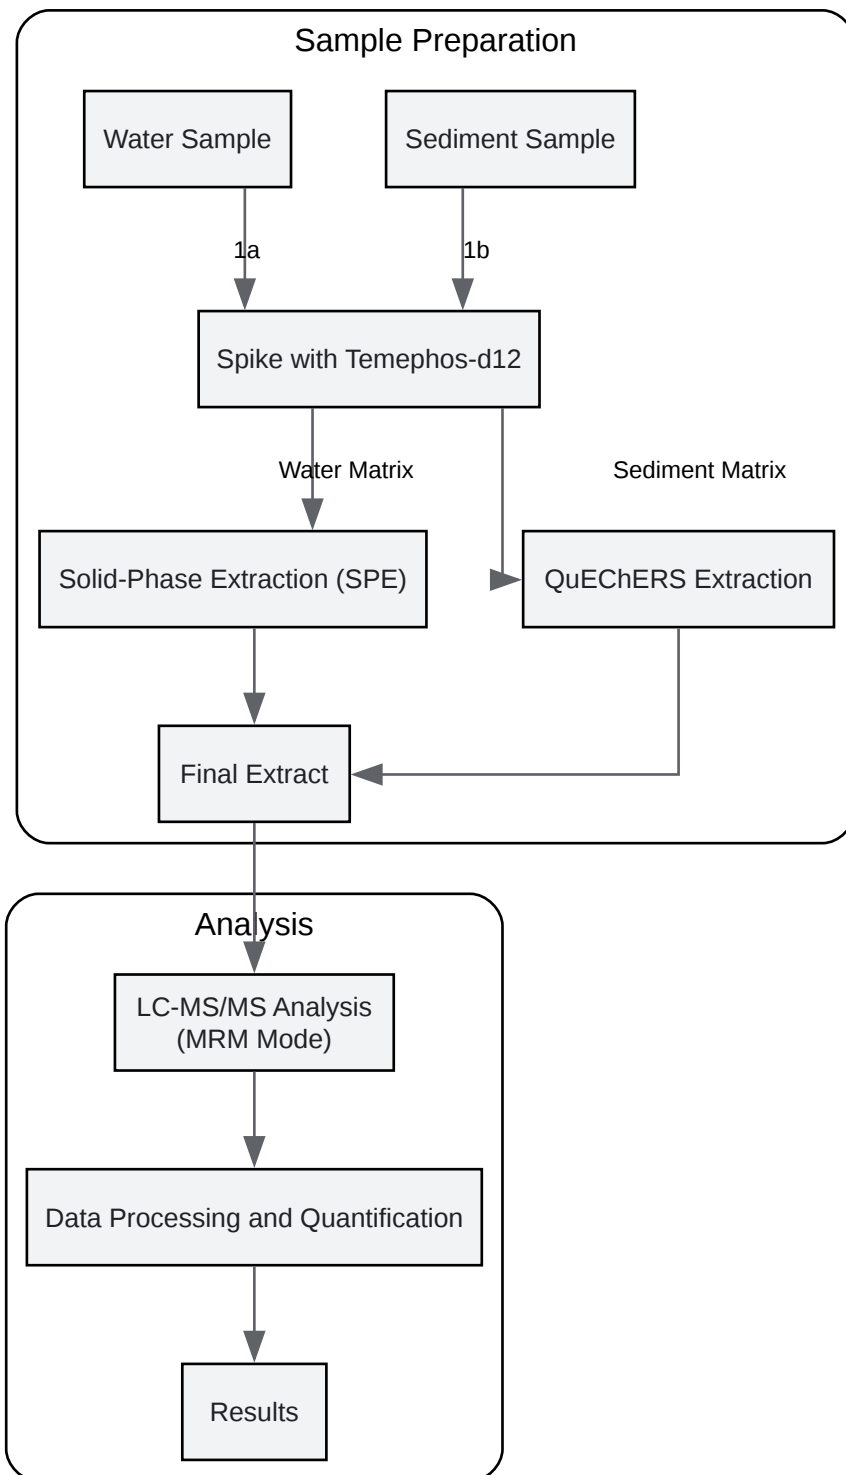 Sample Preparation
Water Sample
Sediment Sample
1a
1b
Spike with Temephos-d12
Water Matrix
Sediment Matrix
Solid-Phase Extraction (SPE)
QuEChERS Extraction
Final Extract
Analysis
LC-MS/MS Analysis
(MRM Mode)
Data Processing and Quantification
Results